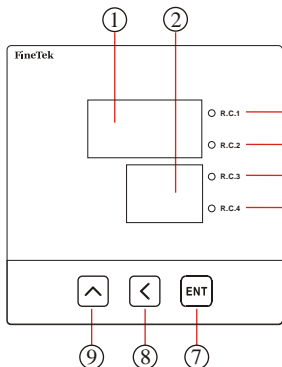 ① ②
FineTek
R.C.1
R.C.2
R.C.3
R.C.4
ENT
⑨ ⑧ ⑦